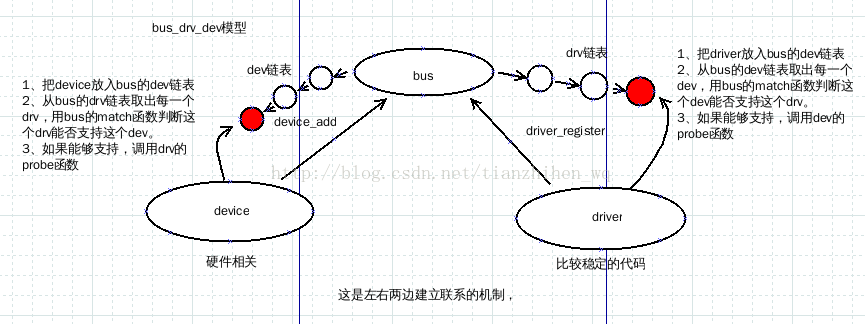 bus_drv_dev模型
drv链表
dev链表
bus
1、把device放入bus的dev链表
2、从bus的drv链表取出每一个
drv，用bus的match函数判断这
个drv能否支持这个dev。
3、如果能够支持，调用drv的
probe函数
1、把driver放入bus的dev链表
2、从bus的dev链表取出每一个
dev，用bus的match函数判断这
个dev能否支持这个drv。
3、如果能够支持，调用dev的
probe函数
device_add
driver_register
http://blog.csdn.net/tianzhihen_wq
device
driver
硬件相关
比较稳定的代码
这是左右两边建立联系的机制，